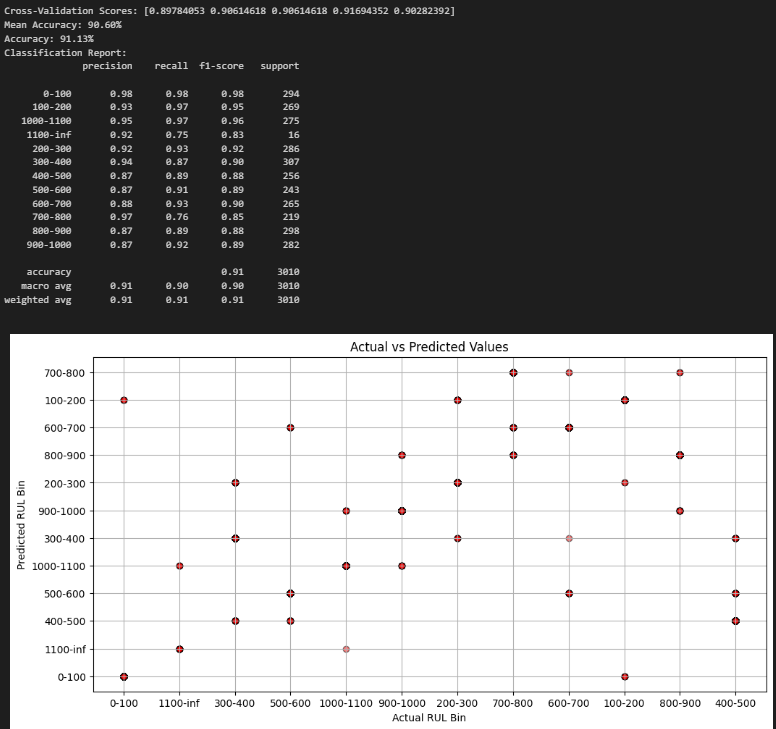 Cross-Validation Scores: [0.89784053 0.90614618 0.90614618 0.91694352 0.90282392]
Mean Accuracy: 90.60%
Accuracy: 91.13%
Classification Report:
precision recall f1-score support
0-100 0.98 0.98 0.98 294
100-200 0.93 0.97 0.95 269
1000-1100 0.95 0.97 0.96 275
1100-inf 0.92 0.75 0.83 16
200-300 0.92 0.93 0.92 286
300-400 0.94 0.87 0.90 307
400-500 0.87 0.89 0.88 256
500-600 0.87 0.91 0.89 243
600-700 0.88 0.93 0.90 265
700-800 0.97 0.76 0.85 219
800-900 0.87 0.89 0.88 298
900-1000 0.87 0.92 0.89 282
accuracy 0.91 3010
macro avg 0.91 0.90 0.90 3010
weighted avg 0.91 0.91 0.91 3010
Actual vs Predicted Values
Predicted RUL Bin
700-800
100-200
600-700
800-900
200-300
900-1000
300-400
1000-1100
500-600
400-500
1100-inf
0-100
0-100 1100-inf 300-400 500-600 1000-1100 900-1000 200-300 700-800 600-700 100-200 800-900 400-500
Actual RUL Bin